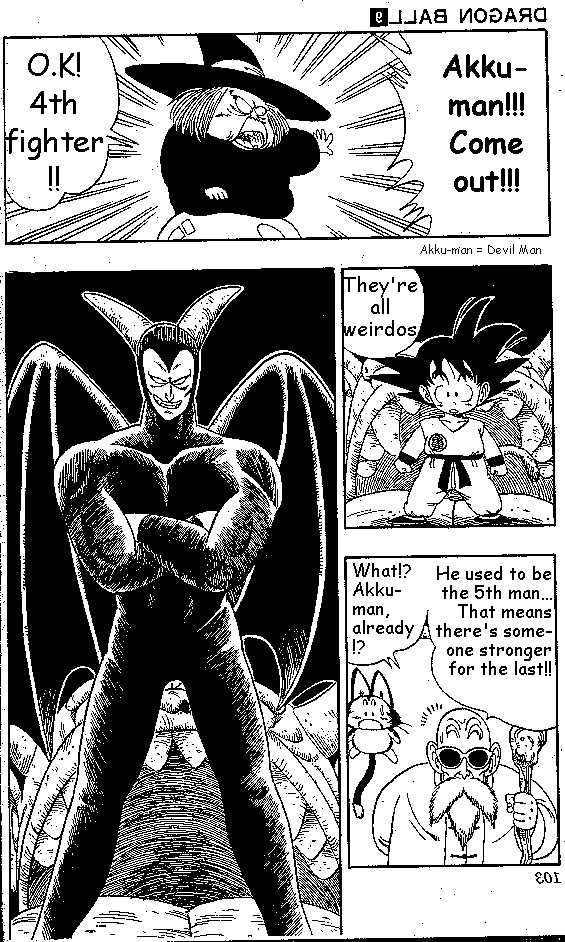 DRAGON BALL 9
O.K!
4th
fighter
!!
Akku-
man!!!
Come
out!!!
Akku-man = Devil Man
They're
all
weirdos
What!?
Akku-
man,
already
!?
He used to be
the 5th man...
That means
there's some-
one stronger
for the last!!
103